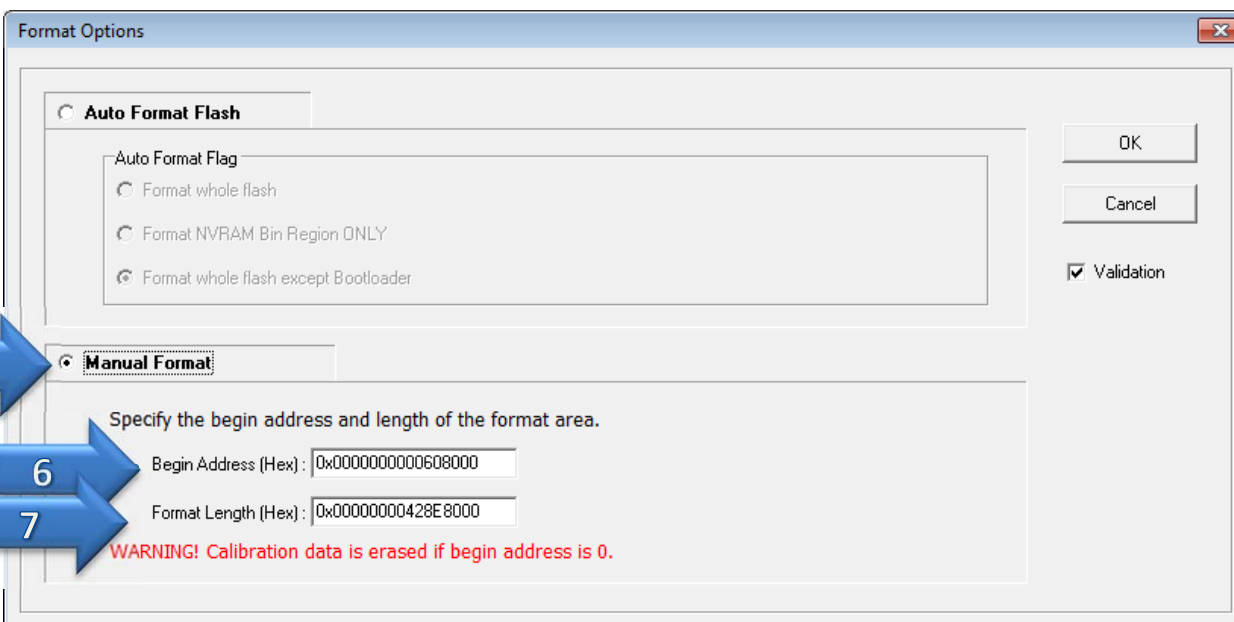 Format Options
Auto Format Flash
Auto Format Flag
Format whole flash
Format NVRAM Bin Region ONLY
Format whole flash except Bootloader
OK
Cancel
Validation
Manual Format
Specify the begin address and length of the format area.
6
Begin Address (Hex) : 0x0000000000608000
7
Format Length (Hex) : 0x00000000428E8000
WARNING! Calibration data is erased if begin address is 0.